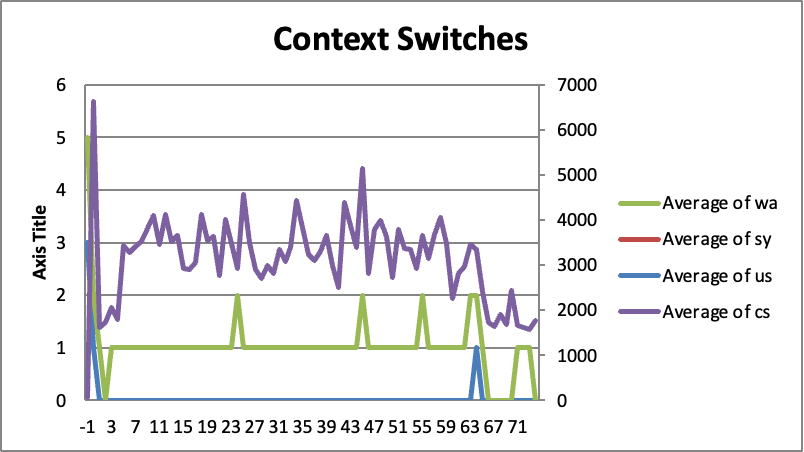 Context Switches
6 7000
5 6000
4 5000
3 4000
2 3000
1 2000
0 1000
0
Axis Title
-1 3 7 11 15 19 23 27 31 35 39 43 47 51 55 59 63 67 71
Average of wa
Average of sy
Average of us
Average of cs